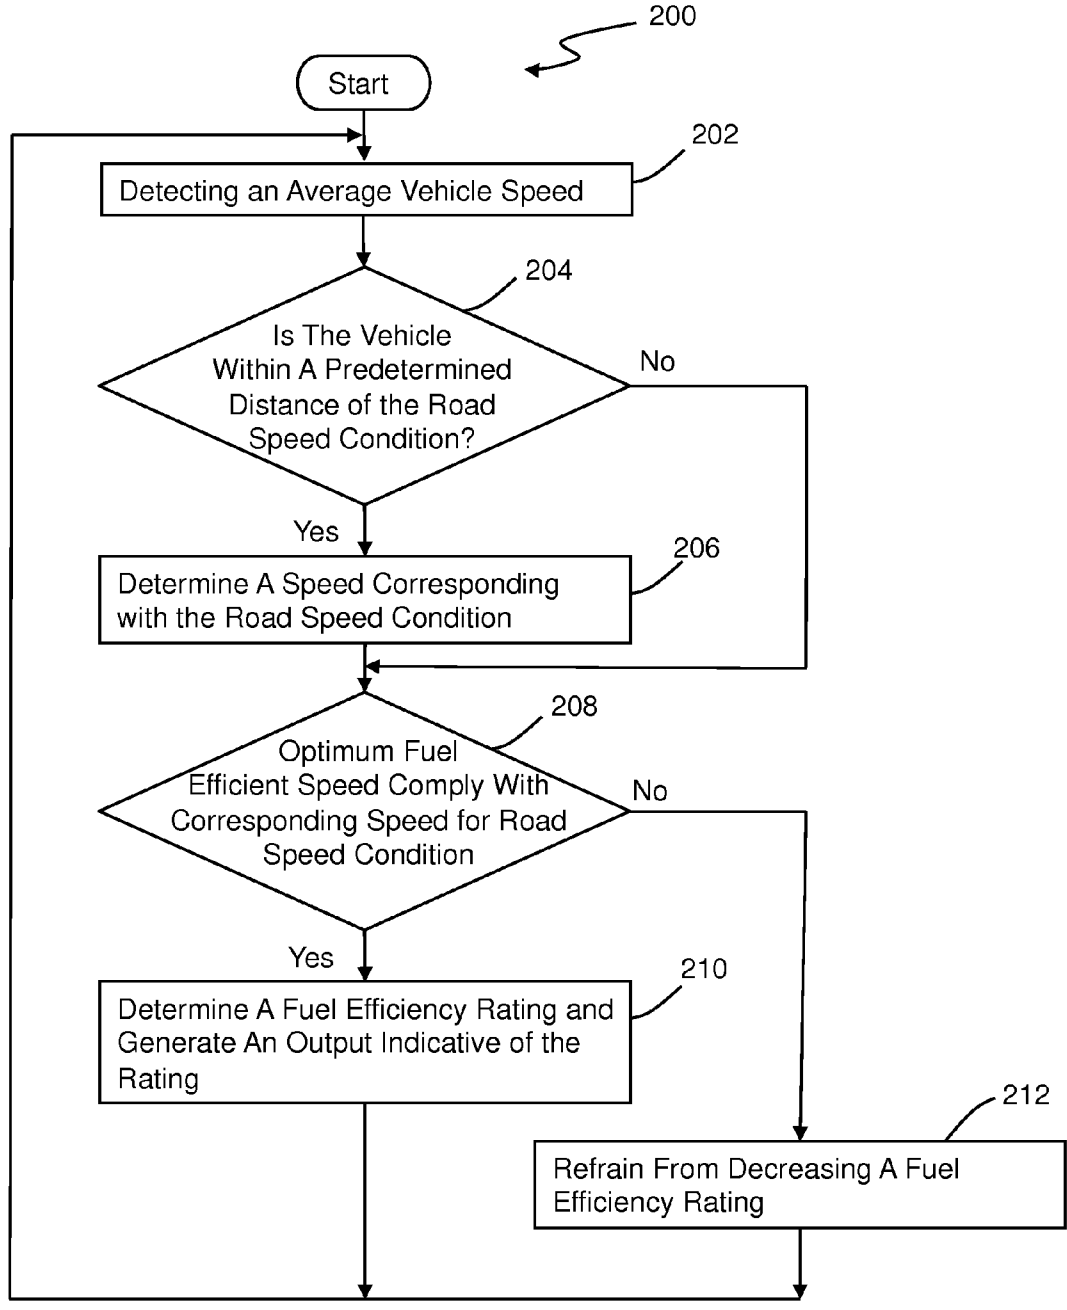 200
Start
202
Detecting an Average Vehicle Speed
204
Is The Vehicle
Within A Predetermined
Distance of the Road
Speed Condition?
No
Yes
206
Determine A Speed Corresponding
with the Road Speed Condition
208
Optimum Fuel
Efficient Speed Comply With
Corresponding Speed for Road
Speed Condition
No
Yes
210
Determine A Fuel Efficiency Rating and
Generate An Output Indicative of the
Rating
212
Refrain From Decreasing A Fuel
Efficiency Rating